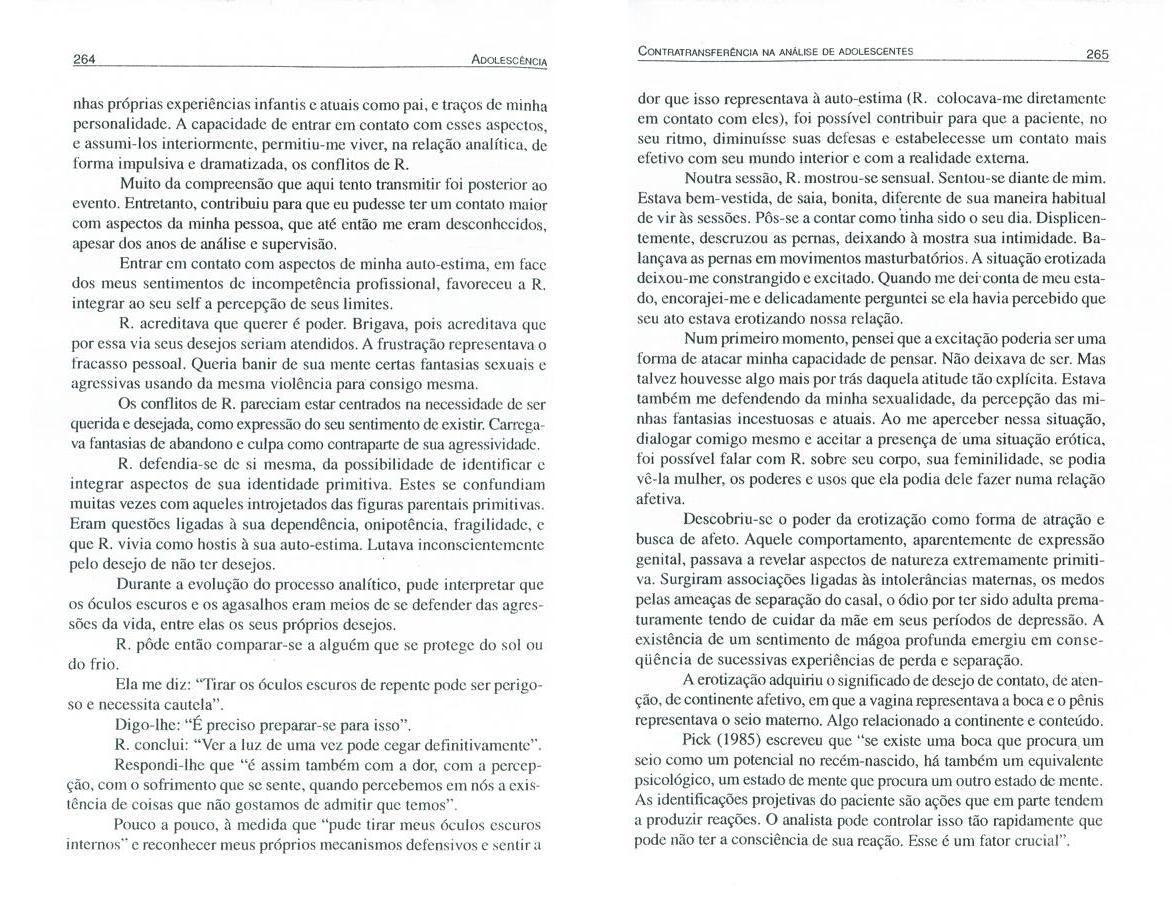 264 ADOLESCÊNCIA
nhas próprias experiências infantis e atuais como pai, e traços de minha
personalidade. A capacidade de entrar em contato com esses aspectos,
e assumi-los interiormente, permitiu-me viver, na relação analítica, de
forma impulsiva e dramatizada, os conflitos de R.
Muito da compreensão que aqui tento transmitir foi posterior ao
evento. Entretanto, contribuiu para que eu pudesse ter um contato maior
com aspectos da minha pessoa, que até então me eram desconhecidos,
apesar dos anos de análise e supervisão.
Entrar em contato com aspectos de minha auto-estima, em face
dos meus sentimentos de incompetência profissional, favoreceu a R.
integrar ao seu self a percepção de seus limites.
R. acreditava que querer é poder. Brigava, pois acreditava que
por essa via seus desejos seriam atendidos. A frustração representava o
fracasso pessoal. Queria banir de sua mente certas fantasias sexuais e
agressivas usando da mesma violência para consigo mesma.
Os conflitos de R. pareciam estar centrados na necessidade de ser
querida e desejada, como expressão do seu sentimento de existir. Carrega-
va fantasias de abandono e culpa como contraparte de sua agressividade.
R. defendia-se de si mesma, da possibilidade de identificar e
integrar aspectos de sua identidade primitiva. Estes se confundiam
muitas vezes com aqueles introjetados das figuras parentais primitivas.
Eram questões ligadas à sua dependência, onipotência, fragilidade, e
que R. vivia como hostis à sua auto-estima. Lutava inconscientemente
pelo desejo de não ter desejos.
Durante a evolução do processo analítico, pude interpretar que
os óculos escuros e os agasalhos eram meios de se defender das agres-
sões da vida, entre elas os seus próprios desejos.
R. pôde então comparar-se a alguém que se protege do sol ou
do frio.
Ela me diz: “Tirar os óculos escuros de repente pode ser perigo-
so e necessita cautela”.
Digo-lhe: “É preciso preparar-se para isso”.
R. conclui: “Ver a luz de uma vez pode cegar definitivamente”.
Respondi-lhe que “é assim também com a dor, com a percep-
ção, com o sofrimento que se sente, quando percebemos em nós a exis-
tência de coisas que não gostamos de admitir que temos”.
Pouco a pouco, à medida que “pude tirar meus óculos escuros
internos” e reconhecer meus próprios mecanismos defensivos e sentir a
CONTRATRANSFERÊNCIA NA ANÁLISE DE ADOLESCENTES 265
dor que isso representava à auto-estima (R. colocava-me diretamente
em contato com eles), foi possível contribuir para que a paciente, no
seu ritmo, diminuísse suas defesas e estabelecesse um contato mais
efetivo com seu mundo interior e com a realidade externa.
Noutra sessão, R. mostrou-se sensual. Sentou-se diante de mim.
Estava bem-vestida, de saia, bonita, diferente de sua maneira habitual
de vir às sessões. Pôs-se a contar como tinha sido o seu dia. Displicen-
temente, descruzou as pernas, deixando à mostra sua intimidade. Ba-
lançava as pernas em movimentos masturbatórios. A situação erotizada
deixou-me constrangido e excitado. Quando me dei conta de meu esta-
do, encorajei-me e delicadamente perguntei se ela havia percebido que
seu ato estava erotizando nossa relação.
Num primeiro momento, pensei que a excitação poderia ser uma
forma de atacar minha capacidade de pensar. Não deixava de ser. Mas
talvez houvesse algo mais por trás daquela atitude tão explícita. Estava
também me defendendo da minha sexualidade, da percepção das mi-
nhas fantasias incestuosas e atuais. Ao me aperceber nessa situação,
dialogar comigo mesmo e aceitar a presença de uma situação erótica,
foi possível falar com R. sobre seu corpo, sua feminilidade, se podia
vê-la mulher, os poderes e usos que ela podia dele fazer numa relação
afetiva.
Descobriu-se o poder da erotização como forma de atração e
busca de afeto. Aquele comportamento, aparentemente de expressão
genital, passava a revelar aspectos de natureza extremamente primiti-
va. Surgiram associações ligadas às intolerâncias maternas, os medos
pelas ameaças de separação do casal, o ódio por ter sido adulta prema-
turamente tendo de cuidar da mãe em seus períodos de depressão. A
existência de um sentimento de mágoa profunda emergiu em conse-
qüência de sucessivas experiências de perda e separação.
A erotização adquiriu o significado de desejo de contato, de aten-
ção, de continente afetivo, em que a vagina representava a boca e o pênis
representava o seio materno. Algo relacionado a continente e conteúdo.
Pick (1985) escreveu que “se existe uma boca que procura um
seio como um potencial no recém-nascido, há também um equivalente
psicológico, um estado de mente que procura um outro estado de mente.
As identificações projetivas do paciente são ações que em parte tendem
a produzir reações. O analista pode controlar isso tão rapidamente que
pode não ter a consciência de sua reação. Esse é um fator crucial”.